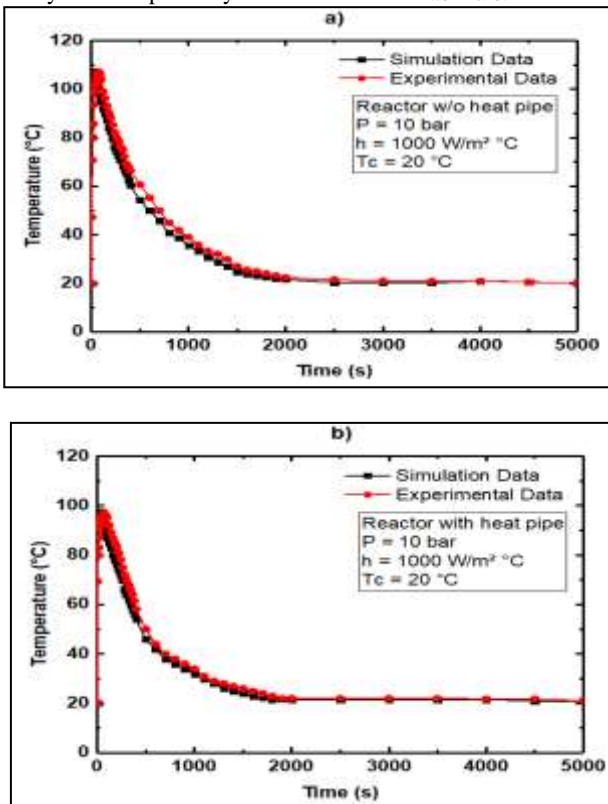 a)
120
100
80
60
40
20
0
Temperature (°C)
Simulation Data
Experimental Data
Reactor w/o heat pipe
P = 10 bar
h = 1000 W/m² °C
Tc = 20 °C
0 1000 2000 3000 4000 5000
Time (s)
b)
120
100
80
60
40
20
0
Temperature (°C)
Simulation Data
Experimental Data
Reactor with heat pipe
P = 10 bar
h = 1000 W/m² °C
Tc = 20 °C
0 1000 2000 3000 4000 5000
Time (s)